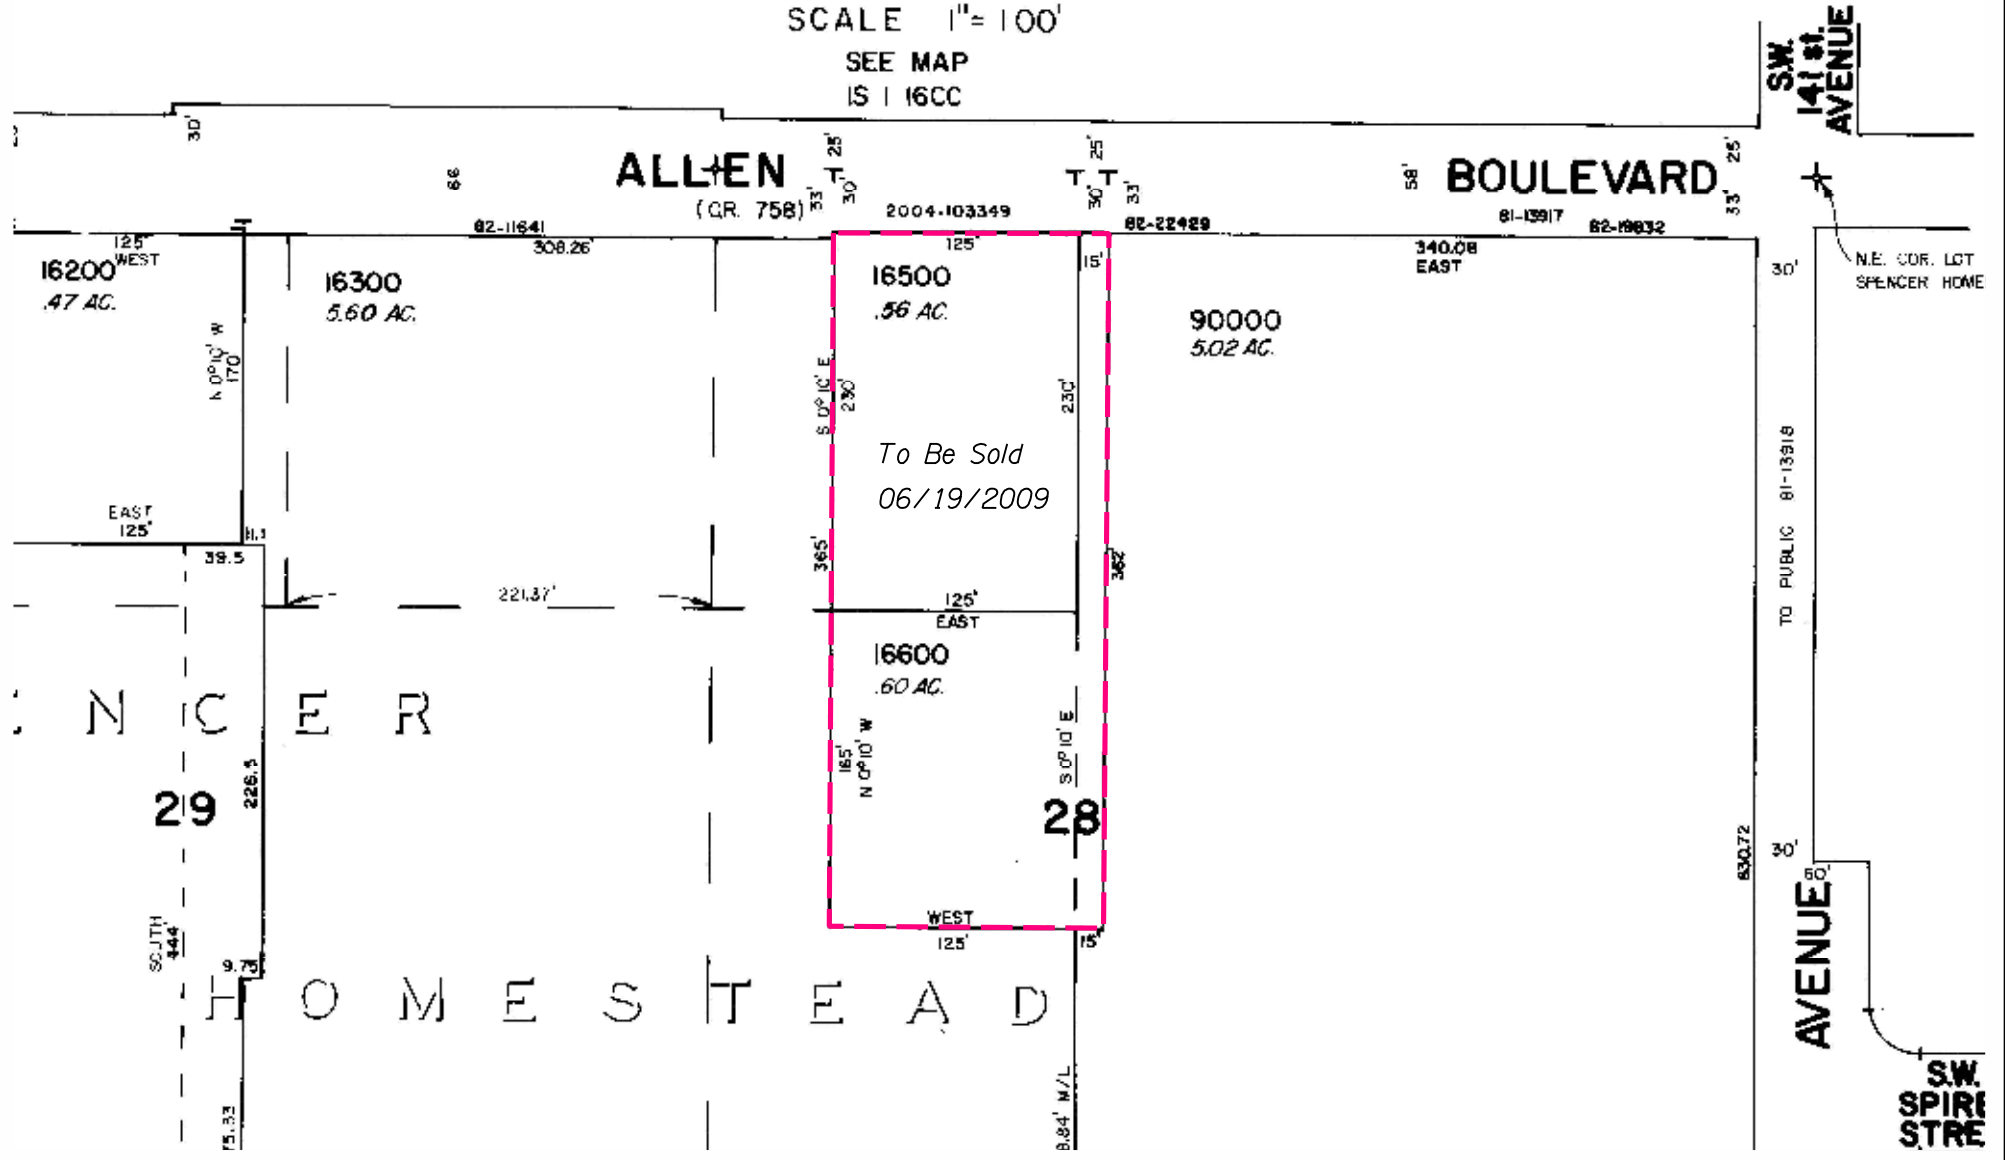 SCALE 1"= 100'
SEE MAP
IS 1 16CC
S.W.
141 st.
AVENUE
30'
66
ALLEN
(CR. 758)
25'
33'
30'
2004-103349
25'
30'
33'
82-22429
58'
BOULEVARD
25'
33'
81-13917
82-19832
N.E. COR. LOT
SPENCER HOME
125'
WEST
16200
.47 AC.
N 0° 10' W
170'
EAST
125'
39.5
82-11641
308.26'
16300
5.60 AC.
221.37'
125'
15'
16500
.56 AC.
S 0° 10' E
230'
230'
To Be Sold
06/19/2009
365'
362'
125'
EAST
16600
.60 AC.
165'
N 0° 10' W
S 0° 10' E
28
WEST
125'
15'
340.08
EAST
90000
5.02 AC.
30'
TO PUBLIC 81-13918
830.72
30'
60'
AVENUE
S.W.
NCER
29
226.5
SOUTH
444'
HOMESTEAD